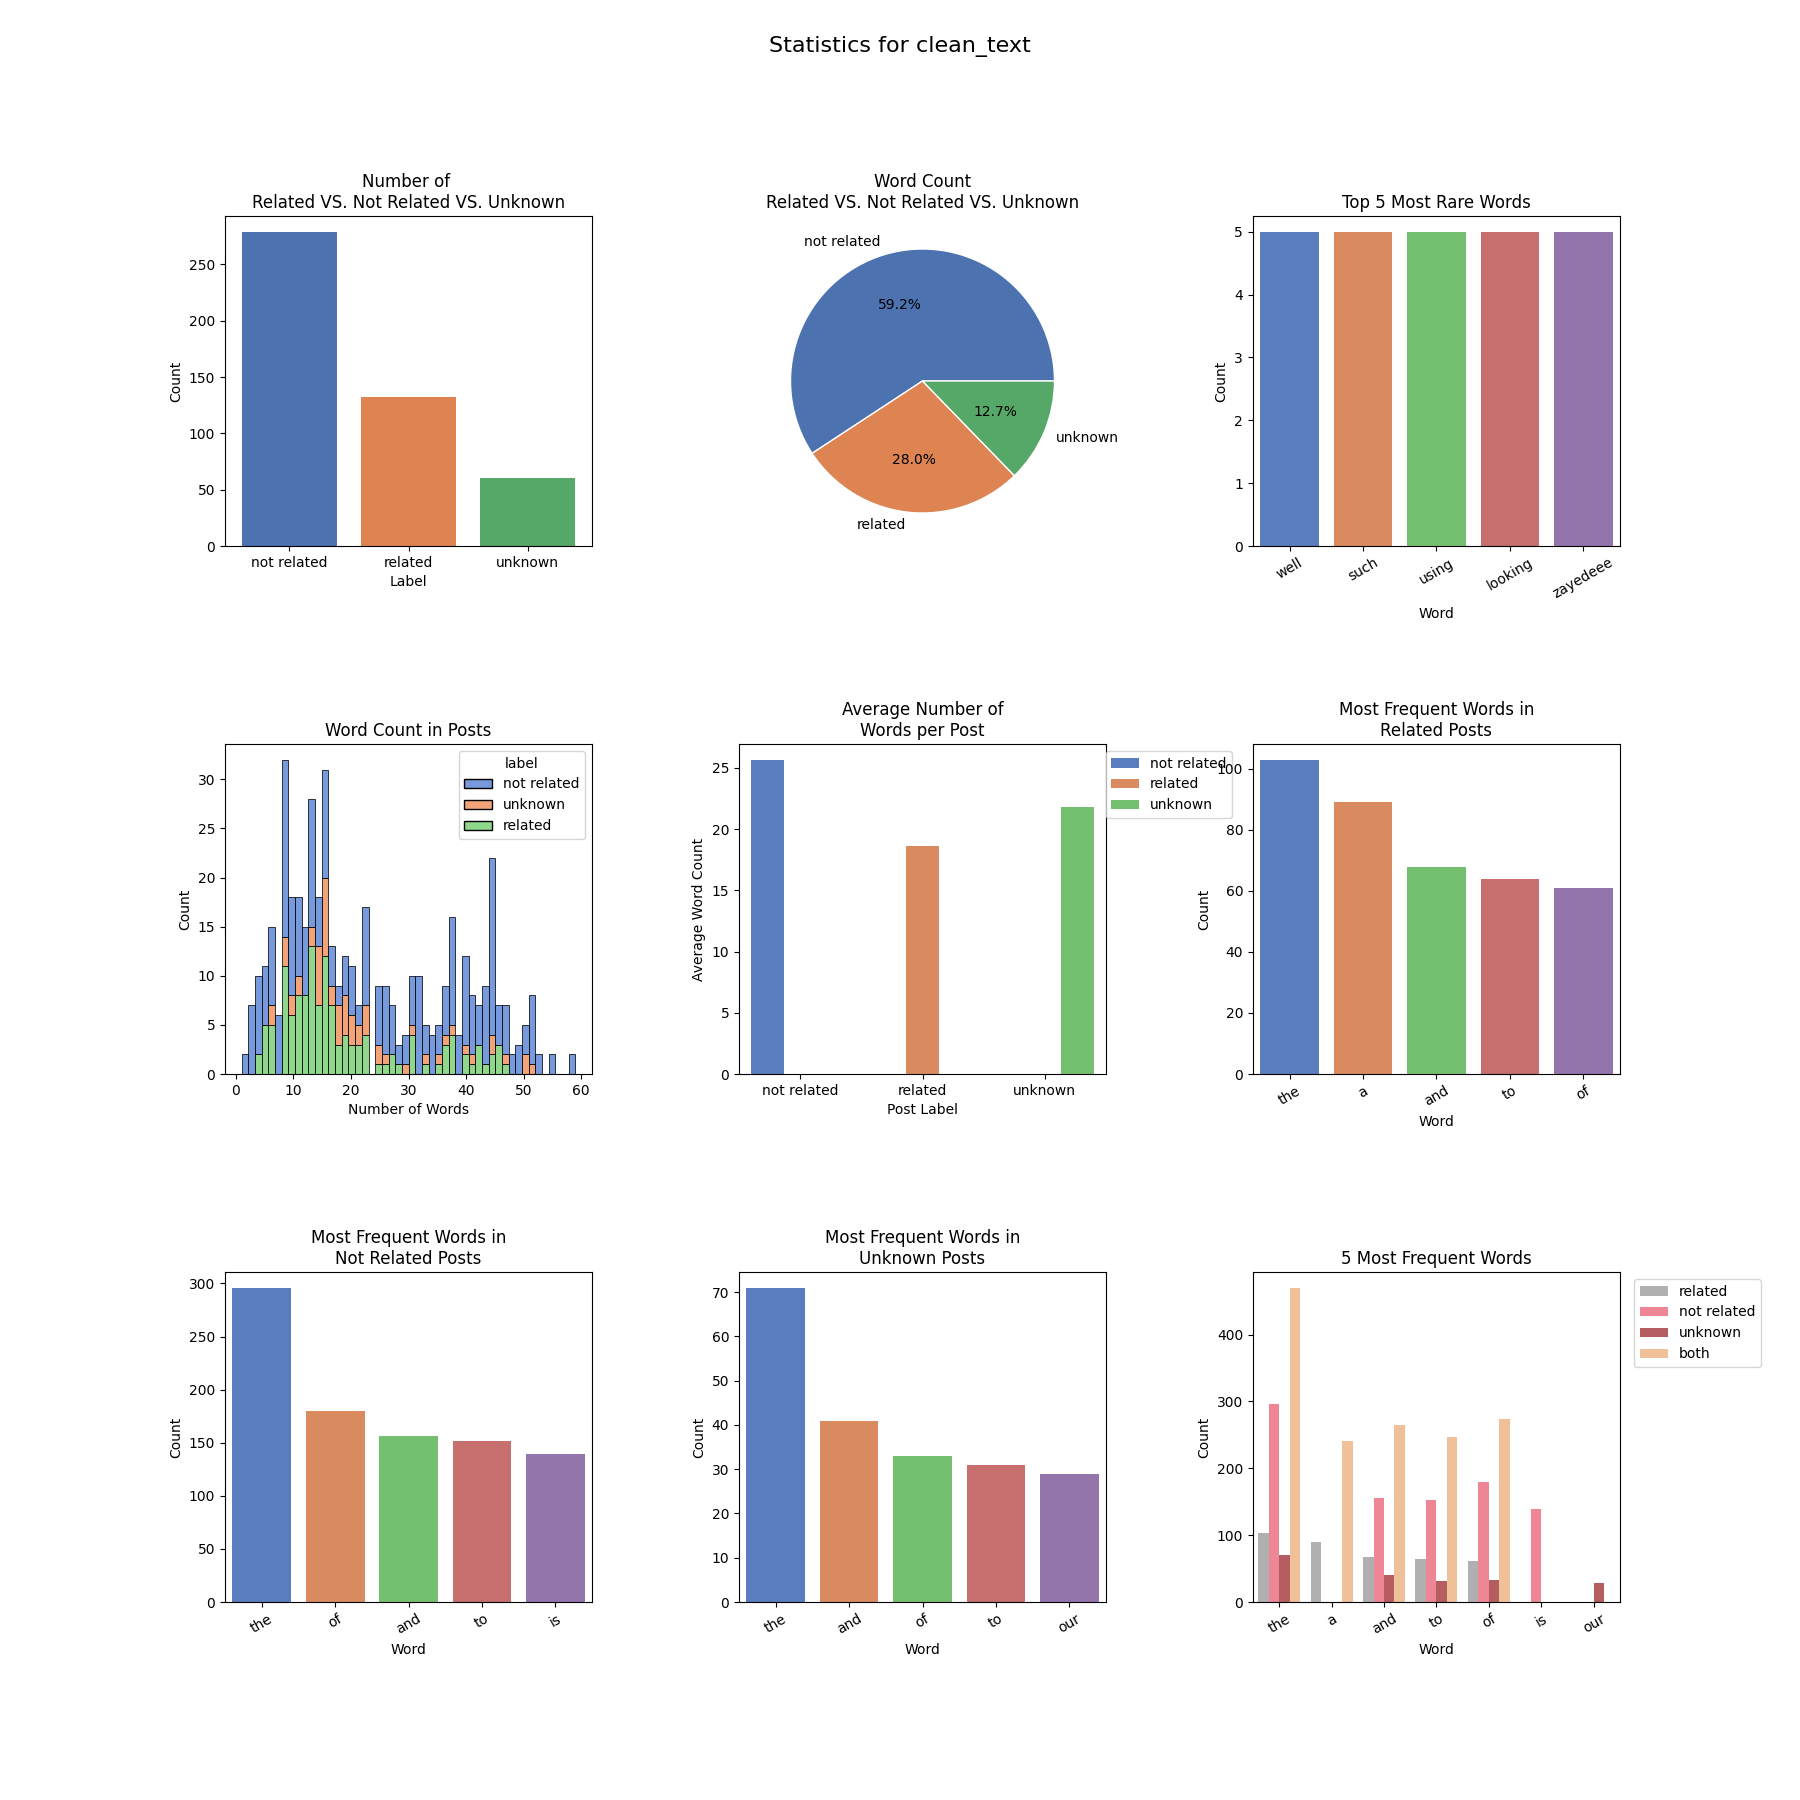 Statistics for clean_text
Number of
Related VS. Not Related VS. Unknown
250
200
150
100
50
0
Count
not related
related
unknown
Label
Word Count
Related VS. Not Related VS. Unknown
not related
59.2%
12.7%
unknown
28.0%
related
Top 5 Most Rare Words
5
4
3
2
1
0
Count
well
such
using
looking
zayedeee
Word
Word Count in Posts
label
not related
unknown
related
30
25
20
15
10
5
0
Count
0
10
20
30
40
50
60
Number of Words
Average Number of
Words per Post
not related
related
unknown
25
20
15
10
5
0
Average Word Count
not related
related
unknown
Post Label
Most Frequent Words in
Related Posts
100
80
60
40
20
0
Count
the
a
and
to
of
Word
Most Frequent Words in
Not Related Posts
300
250
200
150
100
50
0
Count
the
of
and
to
is
Word
Most Frequent Words in
Unknown Posts
70
60
50
40
30
20
10
0
Count
the
and
of
to
our
Word
5 Most Frequent Words
related
not related
unknown
both
400
300
200
100
0
Count
the
a
and
to
of
is
our
Word